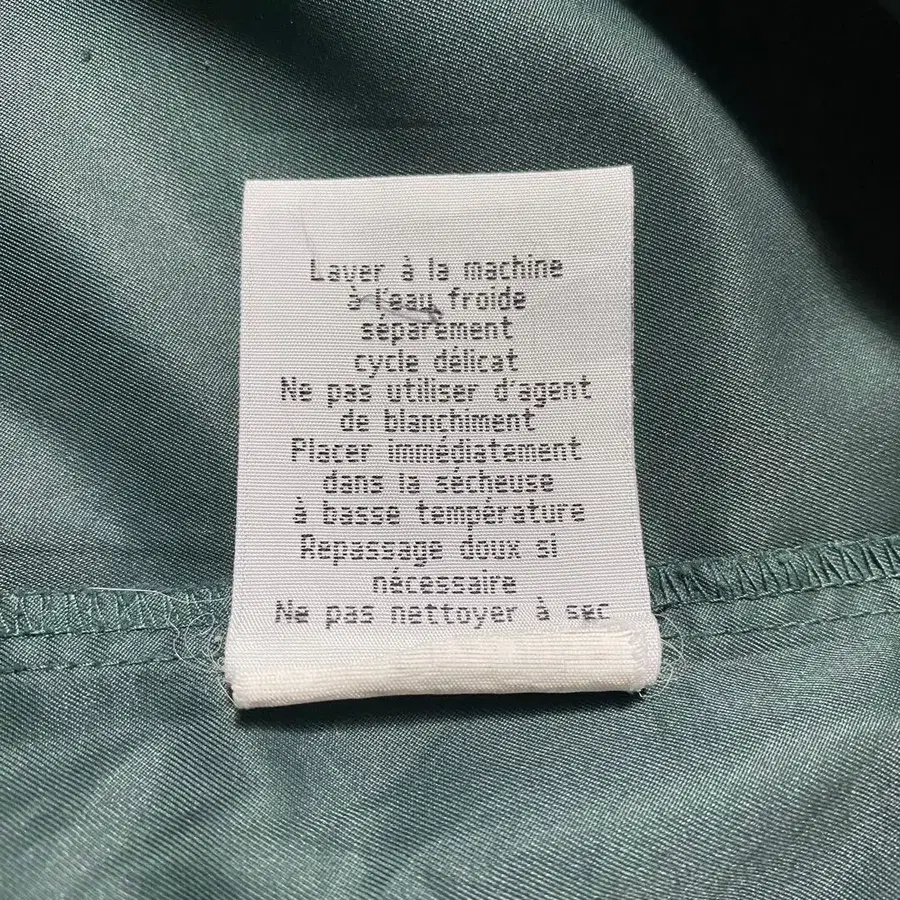 Laver à la machine
à l'eau froide
séparément
cycle délicat
Ne pas utiliser d'agent
de blanchiment
Placer immédiatement
dans la sécheuse
à basse température
Repassage doux si
nécessaire
Ne pas nettoyer à sec